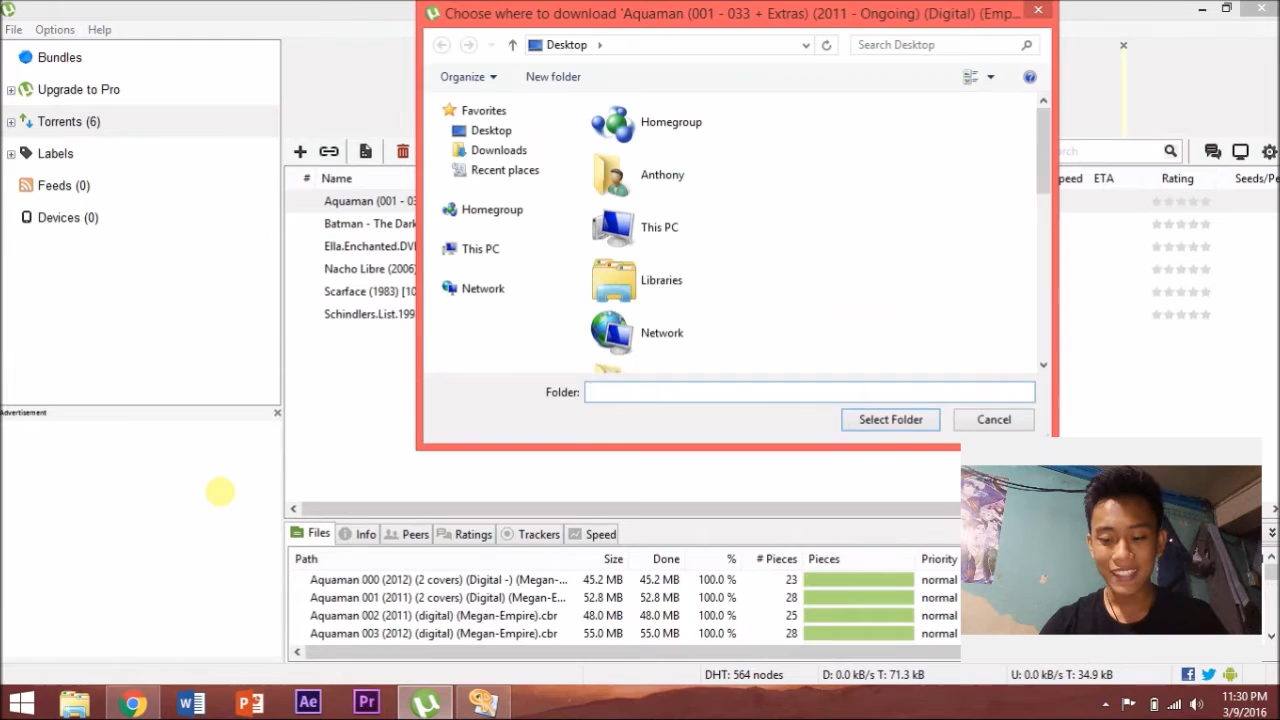 Choose where to download 'Aquaman (001 - 033 + Extras) (2011 - Ongoing) (Digital) (Emp...
File Options Help
Desktop
Search Desktop
Bundles
Organize
New folder
Upgrade to Pro
Torrents (6)
Labels
Feeds (0)
Devices (0)
Favorites
Desktop
Downloads
Recent places
Homegroup
This PC
Network
Homegroup
Anthony
This PC
Libraries
Network
# Name
ETA Rating Seeds/Pe
Aquaman (001 - 03
Batman - The Dark
Ella.Enchanted.DV
Nacho Libre (2006)
Scarface (1983) [10
Schindlers.List.199
Folder:
Select Folder
Cancel
Advertisement
Files Info Peers Ratings Trackers Speed
Path Size Done % # Pieces Pieces Priority
Aquaman 000 (2012) (2 covers) (Digital -) (Megan-... 45.2 MB 45.2 MB 100.0 % 23 normal
Aquaman 001 (2011) (2 covers) (Digital) (Megan-E... 52.8 MB 52.8 MB 100.0 % 28 normal
Aquaman 002 (2011) (digital) (Megan-Empire).cbr 48.0 MB 48.0 MB 100.0 % 25 normal
Aquaman 003 (2012) (digital) (Megan-Empire).cbr 55.0 MB 55.0 MB 100.0 % 28 normal
DHT: 564 nodes D: 0.0 kB/s T: 71.3 kB U: 0.0 kB/s T: 34.9 kB
Ae
Pr
11:30 PM
3/9/2016